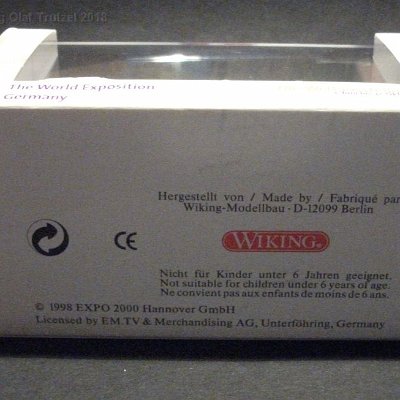 Olaf Trützel 2018
The World Exposition
Germany
Hergestellt von / Made by / Fabriqué par
Wiking-Modellbau · D-12099 Berlin
CE
WIKING®
Nicht für Kinder unter 6 Jahren geeignet.
Not suitable for children under 6 years of age.
Ne convient pas aux enfants de moins de 6 ans.
© 1998 EXPO 2000 Hannover GmbH
Licensed by EM.TV & Merchandising AG, Unterföhring, Germany